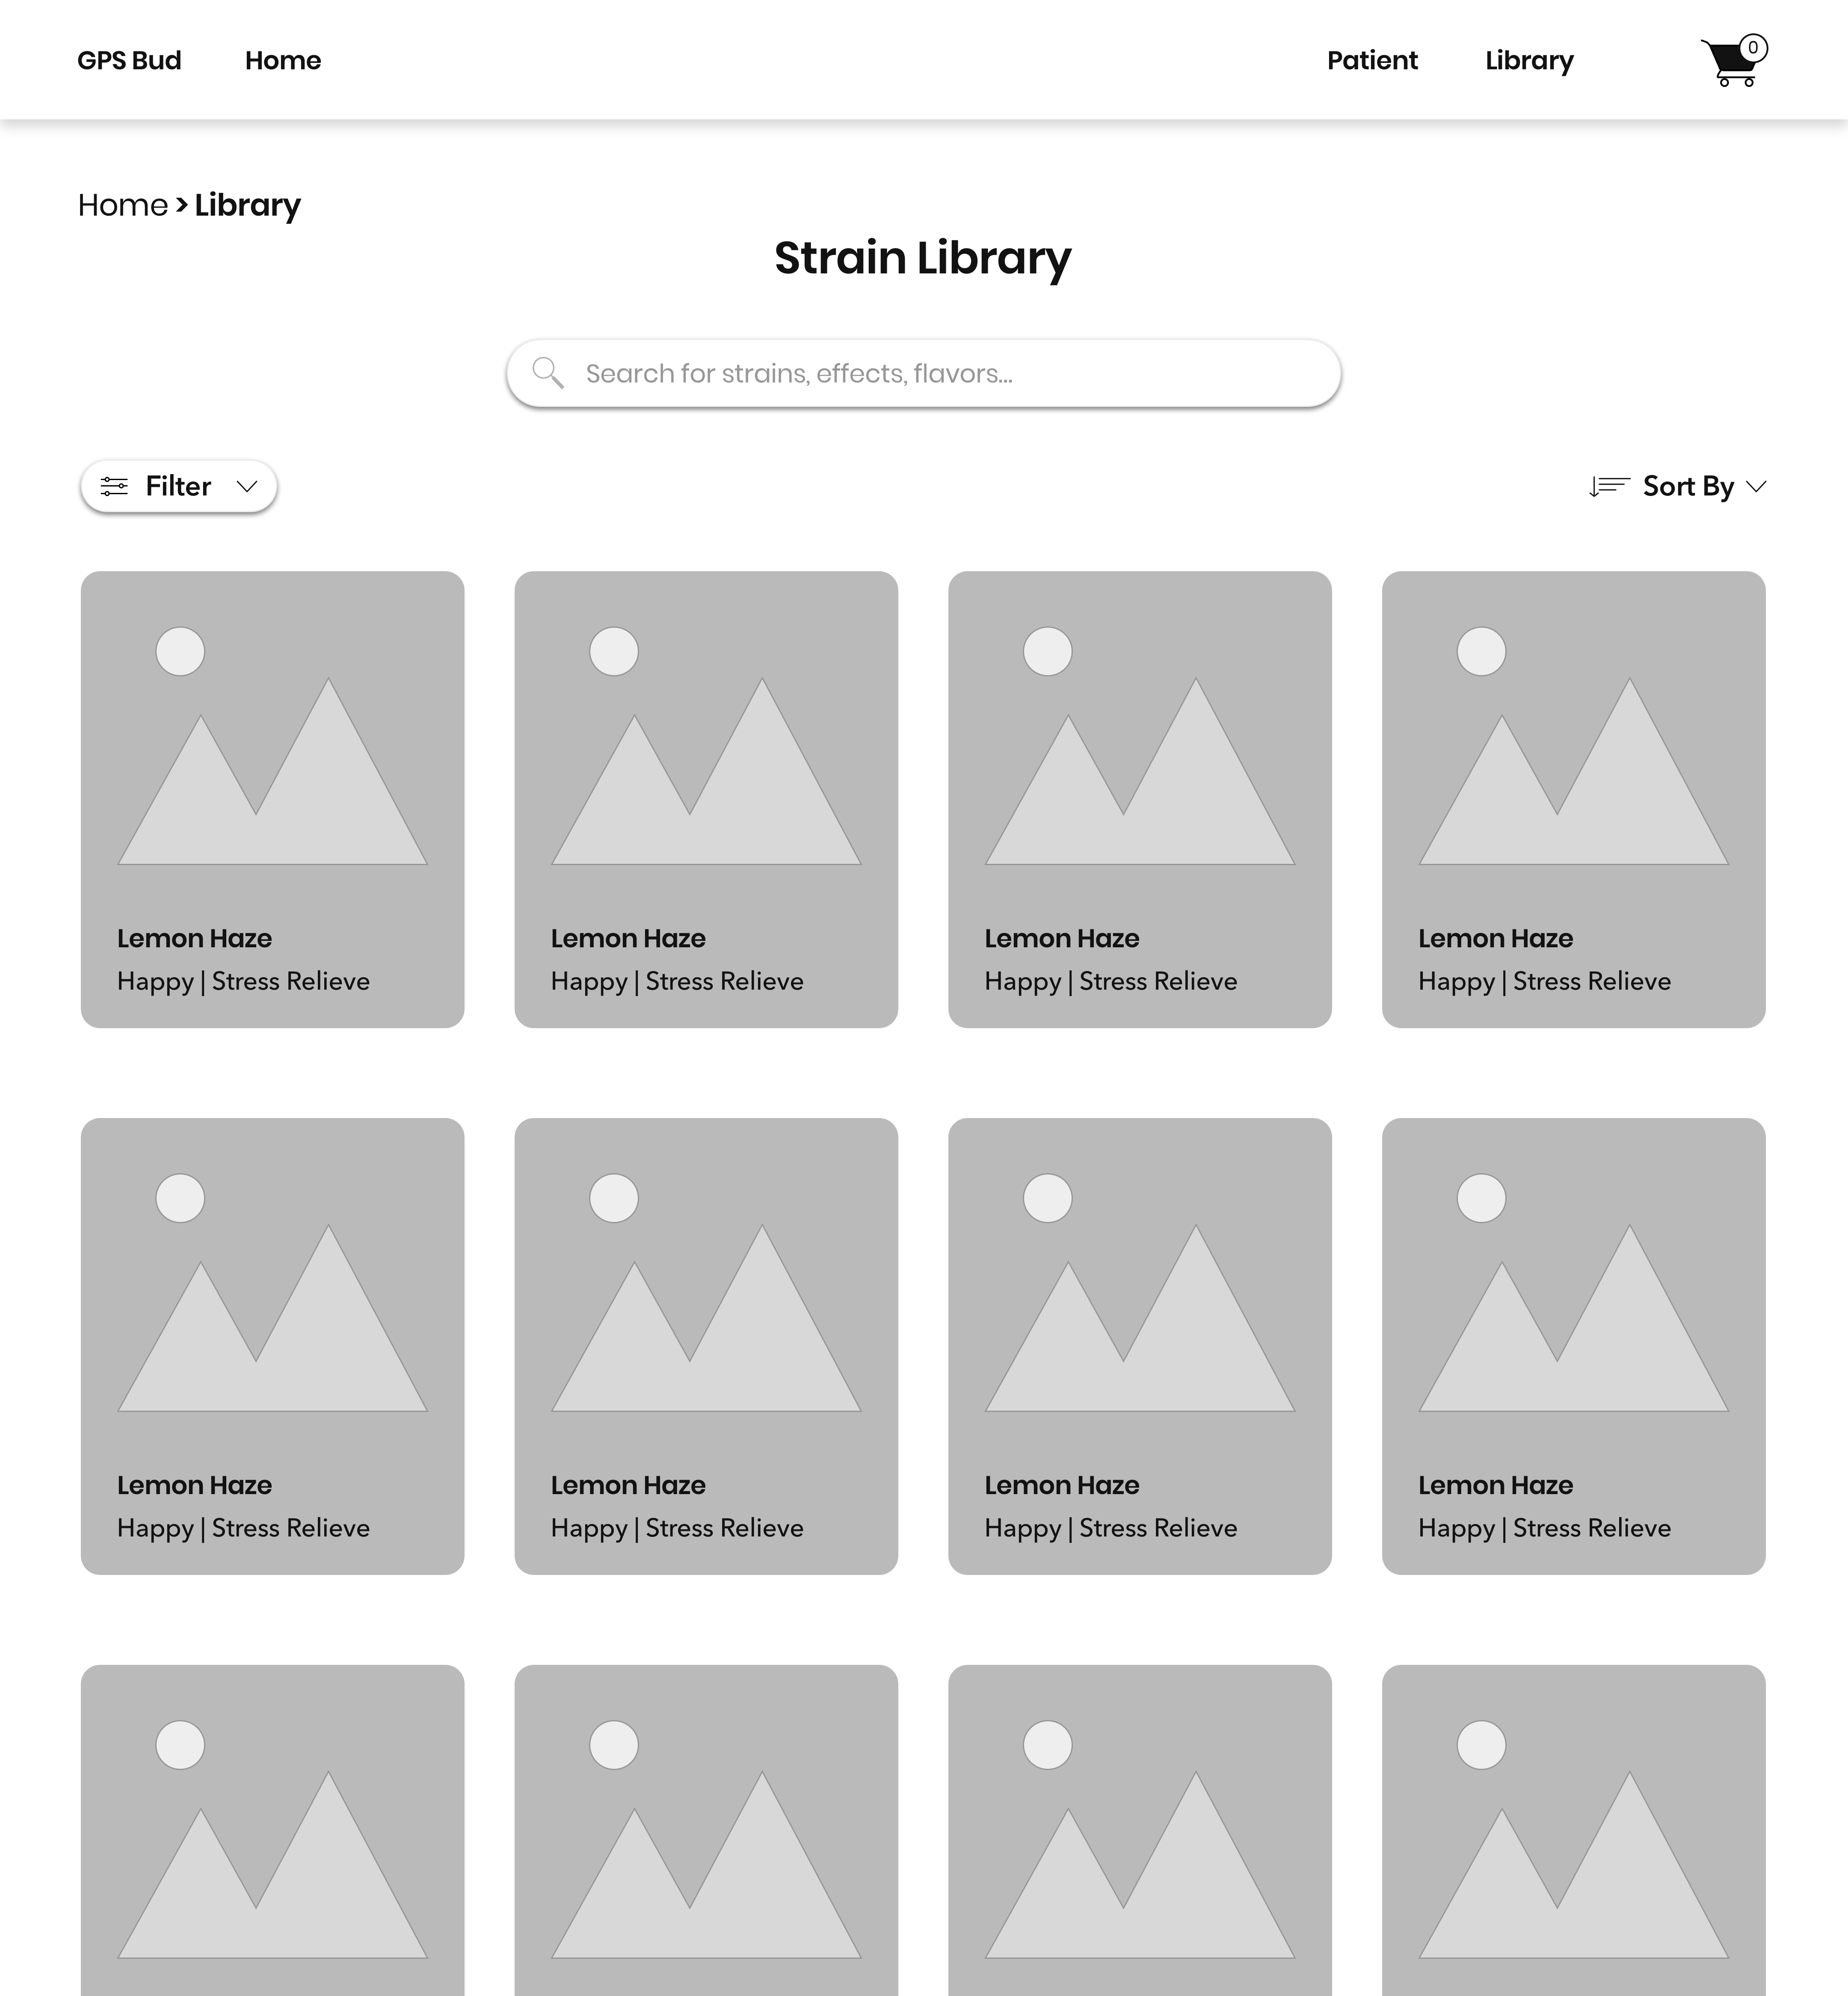 GPS Bud Home Patient Library 0
Home > Library
Strain Library
Search for strains, effects, flavors...
Filter Sort By
Lemon Haze Lemon Haze Lemon Haze Lemon Haze
Happy | Stress Relieve Happy | Stress Relieve Happy | Stress Relieve Happy | Stress Relieve
Lemon Haze Lemon Haze Lemon Haze Lemon Haze
Happy | Stress Relieve Happy | Stress Relieve Happy | Stress Relieve Happy | Stress Relieve